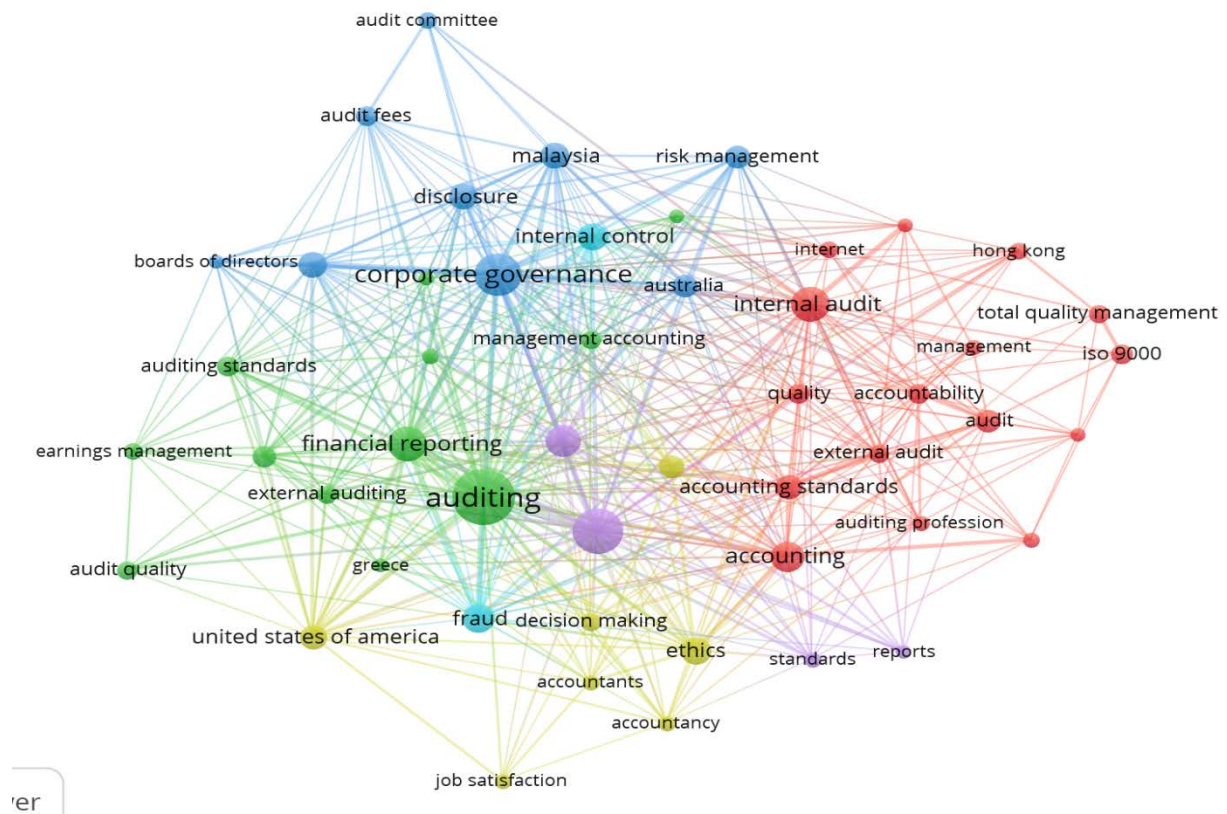 audit committee
audit fees
malaysia
risk management
disclosure
internal control
internet
hong kong
boards of directors
corporate governance
australia
internal audit
total quality management
management accounting
management
iso 9000
auditing standards
quality
accountability
audit
financial reporting
earnings management
external audit
external auditing
auditing
accounting standards
auditing profession
accounting
audit quality
greece
fraud
decision making
united states of america
ethics
standards
reports
accountants
accountancy
job satisfaction
er